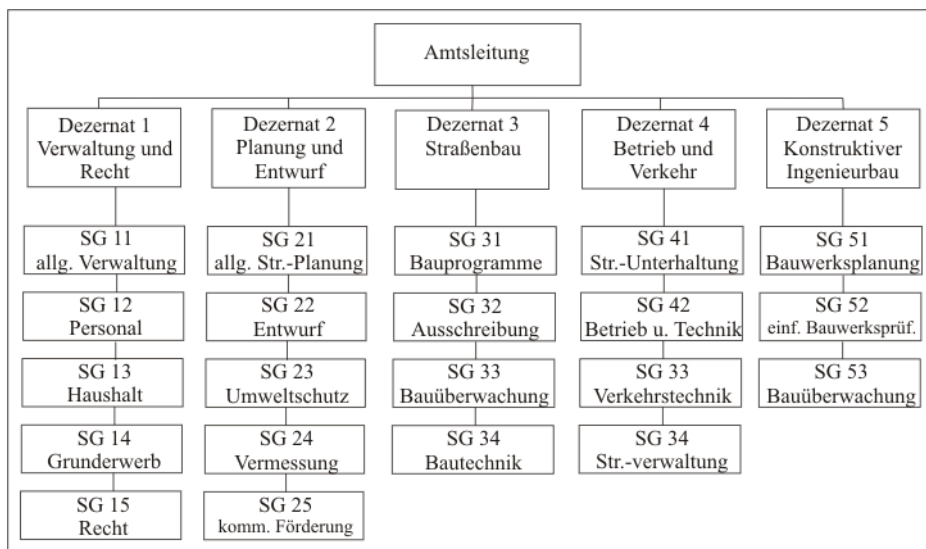 Amtsleitung
Dezernat 1
Verwaltung und
Recht
Dezernat 2
Planung und
Entwurf
Dezernat 3
Straßenbau
Dezernat 4
Betrieb und
Verkehr
Dezernat 5
Konstruktiver
Ingenieurbau
SG 11
allg. Verwaltung
SG 21
allg. Str.-Planung
SG 31
Bauprogramme
SG 41
Str.-Unterhaltung
SG 51
Bauwerksplanung
SG 12
Personal
SG 22
Entwurf
SG 32
Ausschreibung
SG 42
Betrieb u. Technik
SG 52
einf. Bauwerksprüf.
SG 13
Haushalt
SG 23
Umweltschutz
SG 33
Bauüberwachung
SG 33
Verkehrstechnik
SG 53
Bauüberwachung
SG 14
Grunderwerb
SG 24
Vermessung
SG 34
Bautechnik
SG 34
Str.-verwaltung
SG 15
Recht
SG 25
komm. Förderung